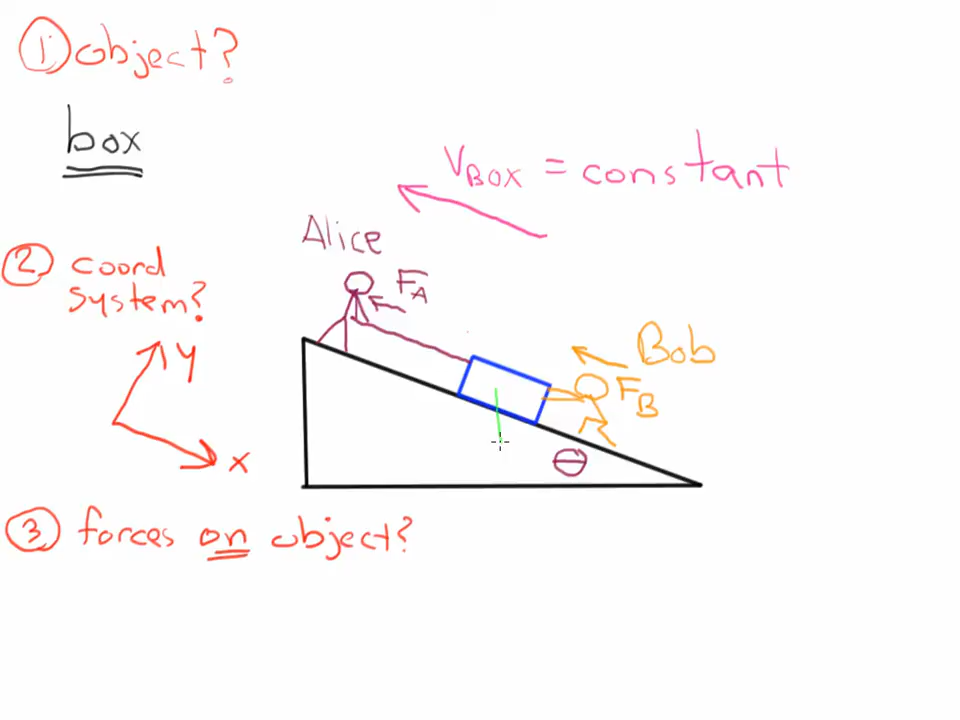 1 object?
box
V_BOX = constant
Alice
F_A
2 coord
system?
y
x
Bob
F_B
θ
3 forces on object?